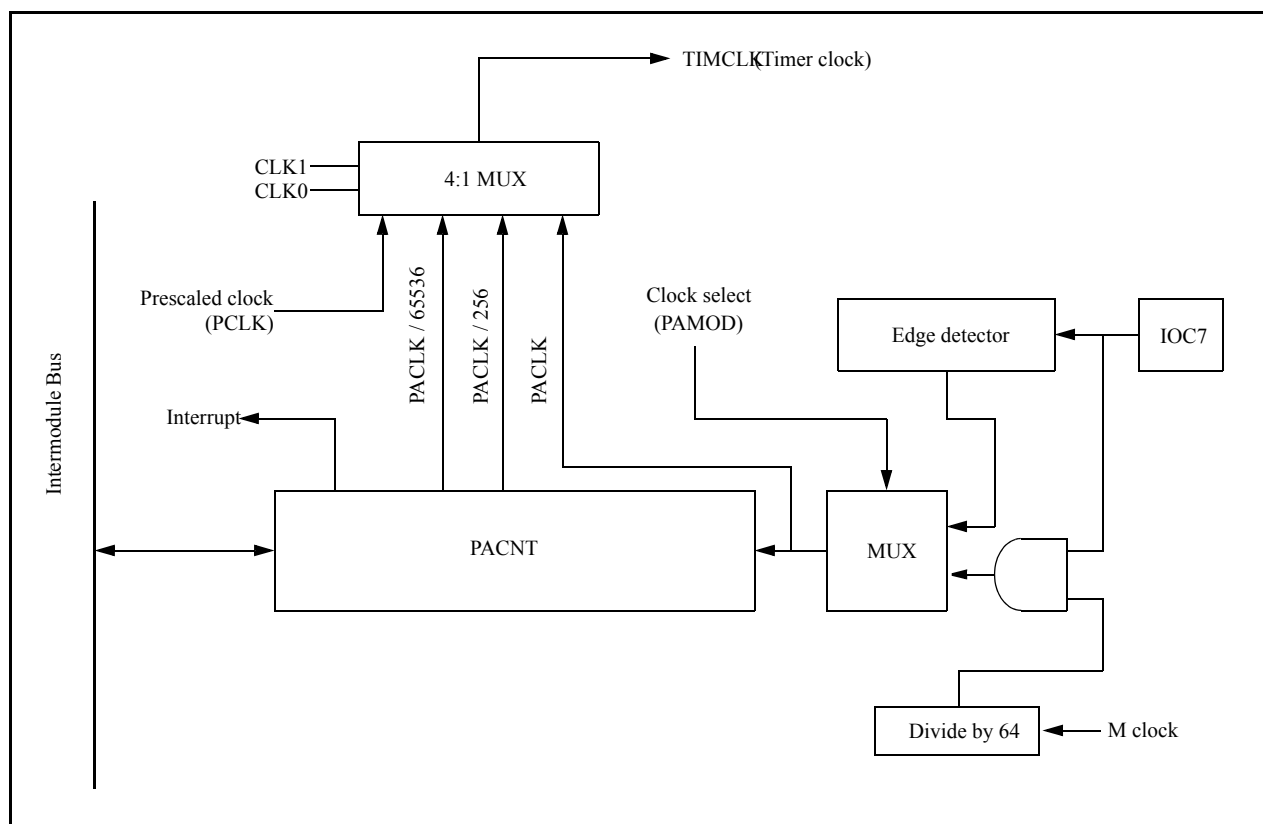 TIMCLK (Timer clock)
CLK1
CLK0
4:1 MUX
Prescaled clock
(PCLK)
PACLK / 65536
PACLK / 256
PACLK
Clock select
(PAMOD)
Edge detector
IOC7
Intermodule Bus
Interrupt
PACNT
MUX
Divide by 64
M clock